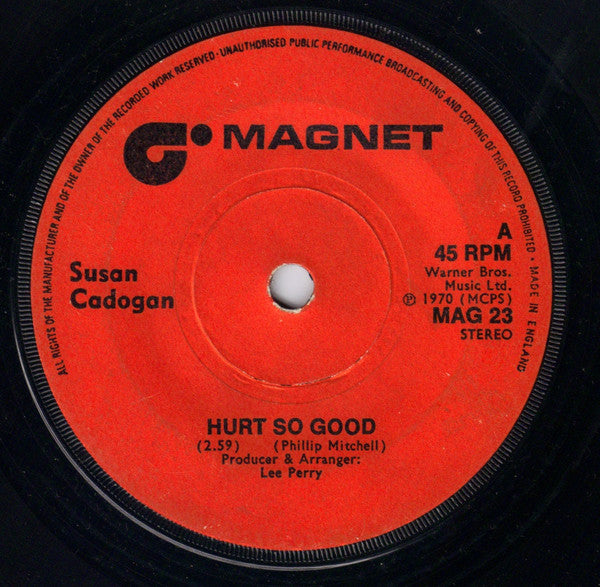 ALL RIGHTS OF THE MANUFACTURER AND OF THE OWNER OF THE RECORDED WORK RESERVED · UNAUTHORISED PUBLIC PERFORMANCE BROADCASTING AND COPYING OF THIS RECORD PROHIBITED · MADE IN ENGLAND
MAGNET
Susan
Cadogan
A
45 RPM
Warner Bros.
Music Ltd.
℗ 1970 (MCPS)
MAG 23
STEREO
HURT SO GOOD
(2.59) (Phillip Mitchell)
Producer & Arranger:
Lee Perry